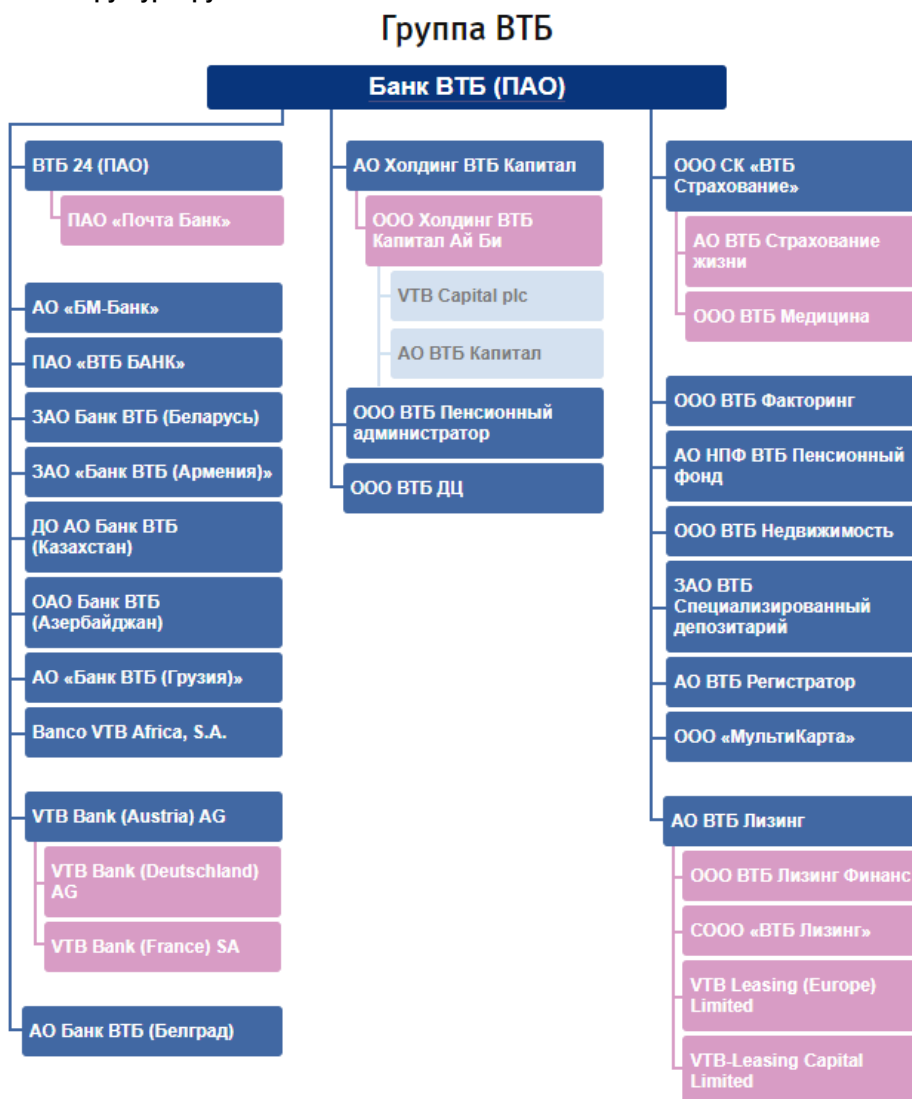 Группа ВТБ
Банк ВТБ (ПАО)
ВТБ 24 (ПАО)
ПАО «Почта Банк»
АО «БМ-Банк»
ПАО «ВТБ БАНК»
ЗАО Банк ВТБ (Беларусь)
ЗАО «Банк ВТБ (Армения)»
ДО АО Банк ВТБ
(Казахстан)
ОАО Банк ВТБ
(Азербайджан)
АО «Банк ВТБ (Грузия)»
Banco VTB Africa, S.A.
VTB Bank (Austria) AG
VTB Bank (Deutschland)
AG
VTB Bank (France) SA
АО Банк ВТБ (Белград)
АО Холдинг ВТБ Капитал
ООО Холдинг ВТБ
Капитал Ай Би
VTB Capital plc
АО ВТБ Капитал
ООО ВТБ Пенсионный
администратор
ООО ВТБ ДЦ
ООО СК «ВТБ
Страхование»
АО ВТБ Страхование
жизни
ООО ВТБ Медицина
ООО ВТБ Факторинг
АО НПФ ВТБ Пенсионный
фонд
ООО ВТБ Недвижимость
ЗАО ВТБ
Специализированный
депозитарий
АО ВТБ Регистратор
ООО «МультиКарта»
АО ВТБ Лизинг
ООО ВТБ Лизинг Финанс
СООО «ВТБ Лизинг»
VTB Leasing (Europe)
Limited
VTB-Leasing Capital
Limited